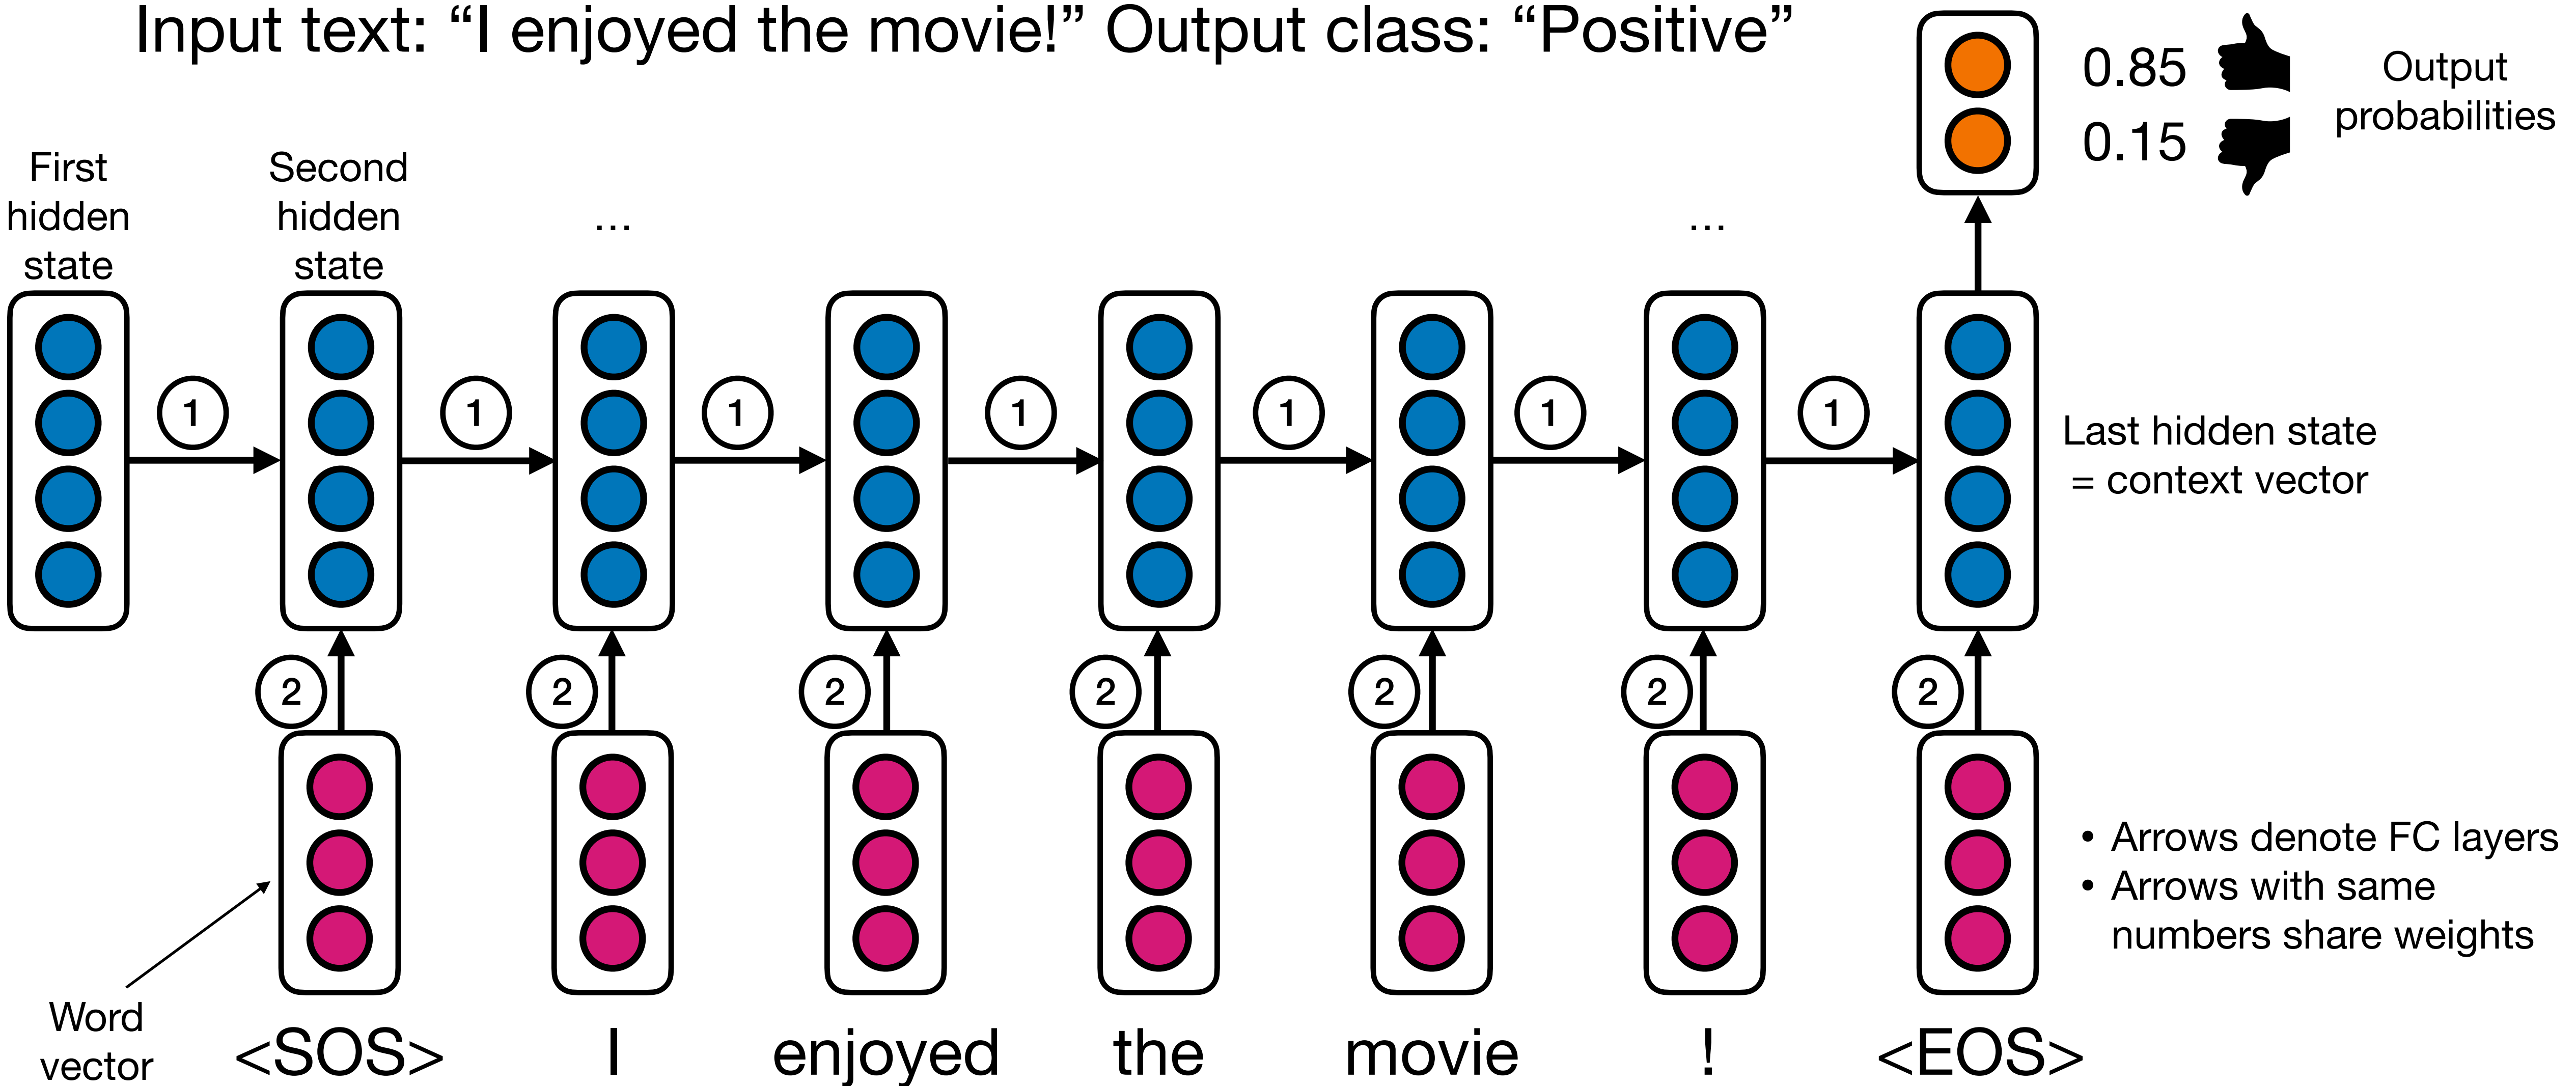 Input text: “I enjoyed the movie!” Output class: “Positive”
0.85
0.15
Output
probabilities
First
hidden
state
Second
hidden
state
...
...
1
1
1
1
1
1
1
Last hidden state
= context vector
2
2
2
2
2
2
2
• Arrows denote FC layers
• Arrows with same
numbers share weights
Word
vector
<SOS>
I
enjoyed
the
movie
!
<EOS>